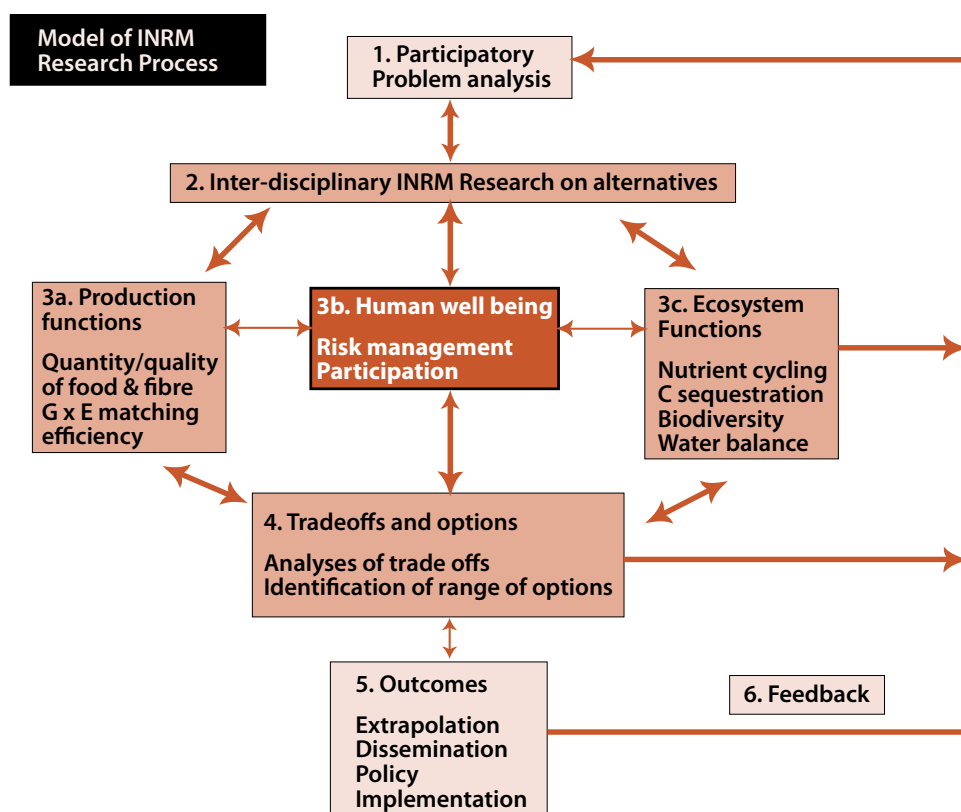 Model of INRM
Research Process
1. Participatory
Problem analysis
2. Inter-disciplinary INRM Research on alternatives
3a. Production
functions
Quantity/quality
of food & fibre
G x E matching
efficiency
3b. Human well being
Risk management
Participation
3c. Ecosystem
Functions
Nutrient cycling
C sequestration
Biodiversity
Water balance
4. Tradeoffs and options
Analyses of trade offs
Identification of range of options
5. Outcomes
Extrapolation
Dissemination
Policy
Implementation
6. Feedback